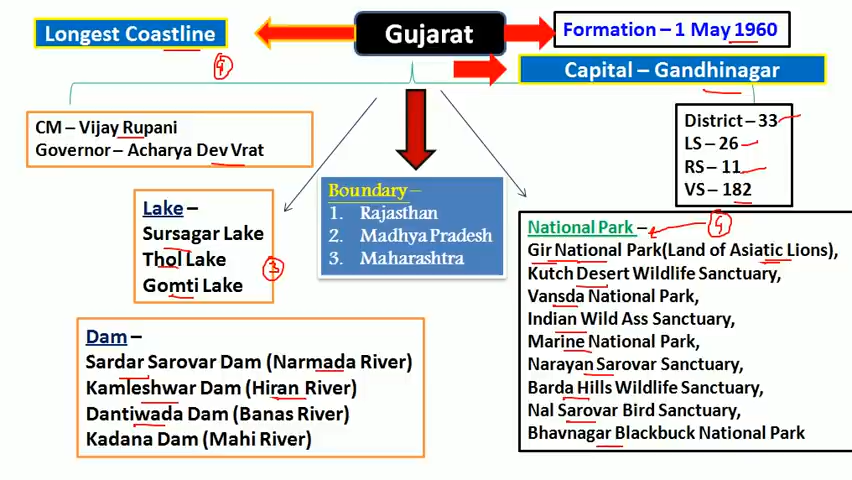 Longest Coastline
Gujarat
Formation – 1 May 1960
Capital – Gandhinagar
CM – Vijay Rupani
Governor – Acharya Dev Vrat
District – 33
LS – 26
RS – 11
VS – 182
Lake –
Sursagar Lake
Thol Lake
Gomti Lake
3
Boundary –
1. Rajasthan
2. Madhya Pradesh
3. Maharashtra
National Park –
Gir National Park(Land of Asiatic Lions),
Kutch Desert Wildlife Sanctuary,
Vansda National Park,
Indian Wild Ass Sanctuary,
Marine National Park,
Narayan Sarovar Sanctuary,
Barda Hills Wildlife Sanctuary,
Nal Sarovar Bird Sanctuary,
Bhavnagar Blackbuck National Park
Dam –
Sardar Sarovar Dam (Narmada River)
Kamleshwar Dam (Hiran River)
Dantiwada Dam (Banas River)
Kadana Dam (Mahi River)